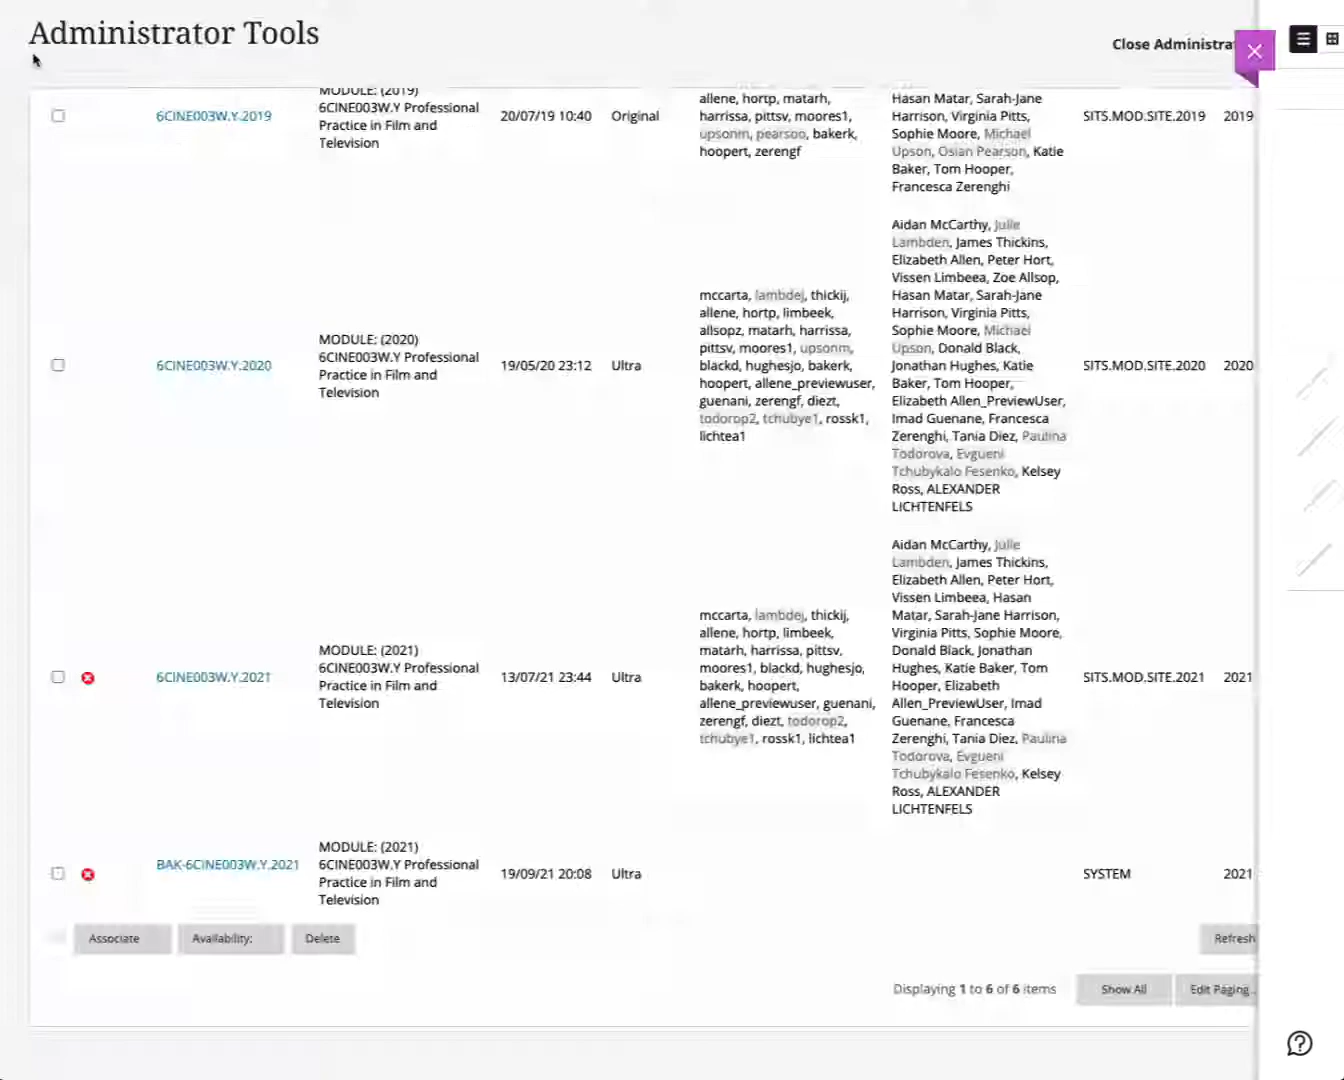 Administrator Tools
Close Administra
6CINE003W.Y.2019
MODULE: (2019)
6CINE003W.Y Professional
Practice in Film and
Television
20/07/19 10:40
Original
allene, hortp, matarh,
harrissa, pittsv, moores1,
upsonm, pearsoo, bakerk,
hoopert, zerengf
Hasan Matar, Sarah-Jane
Harrison, Virginia Pitts,
Sophie Moore, Michael
Upson, Osian Pearson, Katie
Baker, Tom Hooper,
Francesca Zerenghi
SITS.MOD.SITE.2019
2019
6CINE003W.Y.2020
MODULE: (2020)
6CINE003W.Y Professional
Practice in Film and
Television
19/05/20 23:12
Ultra
mccarta, lambdej, thickij,
allene, hortp, limbeek,
allsopz, matarh, harrissa,
pittsv, moores1, upsonm,
blackd, hughesjo, bakerk,
hoopert, allene_previewuser,
guenani, zerengf, diezt,
todorop2, tchubye1, rossk1,
lichtea1
Aidan McCarthy, Julie
Lambden, James Thickins,
Elizabeth Allen, Peter Hort,
Vissen Limbeea, Zoe Allsop,
Hasan Matar, Sarah-Jane
Harrison, Virginia Pitts,
Sophie Moore, Michael
Upson, Donald Black,
Jonathan Hughes, Katie
Baker, Tom Hooper,
Elizabeth Allen_PreviewUser,
Imad Guenane, Francesca
Zerenghi, Tania Diez, Paulina
Todorova, Evgueni
Tchubykalo Fesenko, Kelsey
Ross, ALEXANDER
LICHTENFELS
SITS.MOD.SITE.2020
2020
6CINE003W.Y.2021
MODULE: (2021)
6CINE003W.Y Professional
Practice in Film and
Television
13/07/21 23:44
Ultra
mccarta, lambdej, thickij,
allene, hortp, limbeek,
matarh, harrissa, pittsv,
moores1, blackd, hughesjo,
bakerk, hoopert,
allene_previewuser, guenani,
zerengf, diezt, todorop2,
tchubye1, rossk1, lichtea1
Aidan McCarthy, Julie
Lambden, James Thickins,
Elizabeth Allen, Peter Hort,
Vissen Limbeea, Hasan
Matar, Sarah-Jane Harrison,
Virginia Pitts, Sophie Moore,
Donald Black, Jonathan
Hughes, Katie Baker, Tom
Hooper, Elizabeth
Allen_PreviewUser, Imad
Guenane, Francesca
Zerenghi, Tania Diez, Paulina
Todorova, Evgueni
Tchubykalo Fesenko, Kelsey
Ross, ALEXANDER
LICHTENFELS
SITS.MOD.SITE.2021
2021
BAK-6CINE003W.Y.2021
MODULE: (2021)
6CINE003W.Y Professional
Practice in Film and
Television
19/09/21 20:08
Ultra
SYSTEM
2021
Associate
Availability:
Delete
Refresh
Displaying 1 to 6 of 6 items
Show All
Edit Paging...